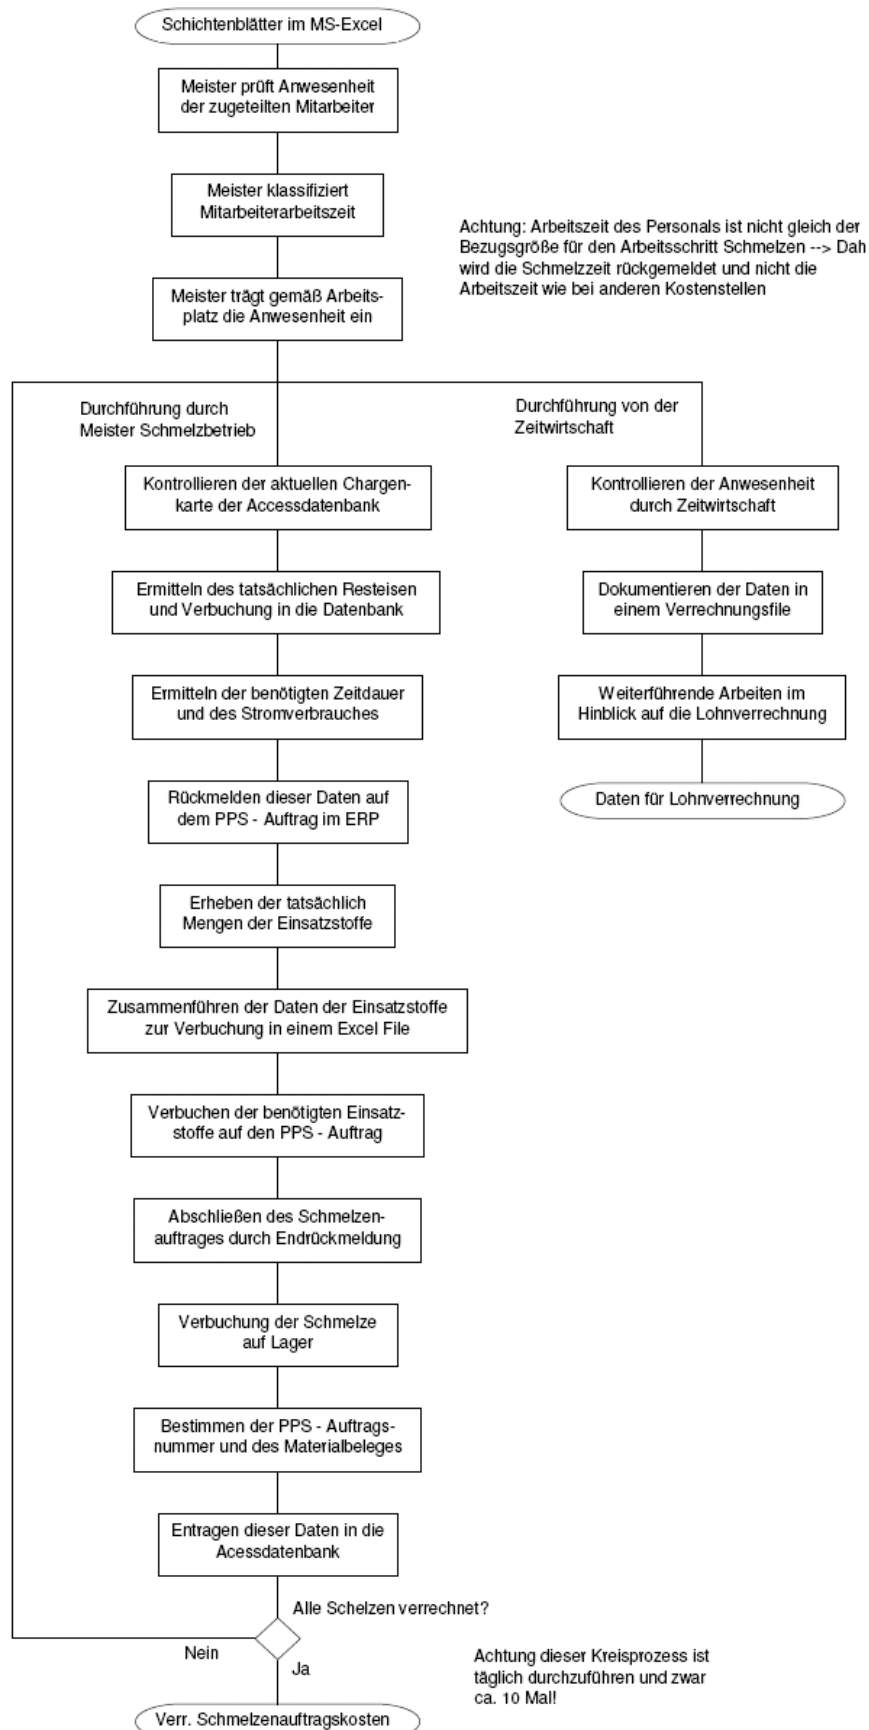 Schichtenblätter im MS-Excel
Meister prüft Anwesenheit
der zugeteilten Mitarbeiter
Meister klassifiziert
Mitarbeiterarbeitszeit
Achtung: Arbeitszeit des Personals ist nicht gleich der
Bezugsgröße für den Arbeitsschritt Schmelzen --> Dah
wird die Schmelzzeit rückgemeldet und nicht die
Arbeitszeit wie bei anderen Kostenstellen
Meister trägt gemäß Arbeits-
platz die Anwesenheit ein
Durchführung durch
Meister Schmelzbetrieb
Durchführung von der
Zeitwirtschaft
Kontrollieren der aktuellen Chargen-
karte der Accessdatenbank
Kontrollieren der Anwesenheit
durch Zeitwirtschaft
Ermitteln des tatsächlichen Resteisen
und Verbuchung in die Datenbank
Dokumentieren der Daten in
einem Verrechnungsfile
Ermitteln der benötigten Zeitdauer
und des Stromverbrauches
Weiterführende Arbeiten im
Hinblick auf die Lohnverrechnung
Rückmelden dieser Daten auf
dem PPS - Auftrag im ERP
Daten für Lohnverrechnung
Erheben der tatsächlich
Mengen der Einsatzstoffe
Zusammenführen der Daten der Einsatzstoffe
zur Verbuchung in einem Excel File
Verbuchen der benötigten Einsatz-
stoffe auf den PPS - Auftrag
Abschließen des Schmelzen-
auftrages durch Endrückmeldung
Verbuchung der Schmelze
auf Lager
Bestimmen der PPS - Auftrags-
nummer und des Materialbeleges
Entragen dieser Daten in die
Acessdatenbank
Alle Schelzen verrechnet?
Nein
Ja
Achtung dieser Kreisprozess ist
täglich durchzuführen und zwar
ca. 10 Mal!
Verr. Schmelzenauftragskosten